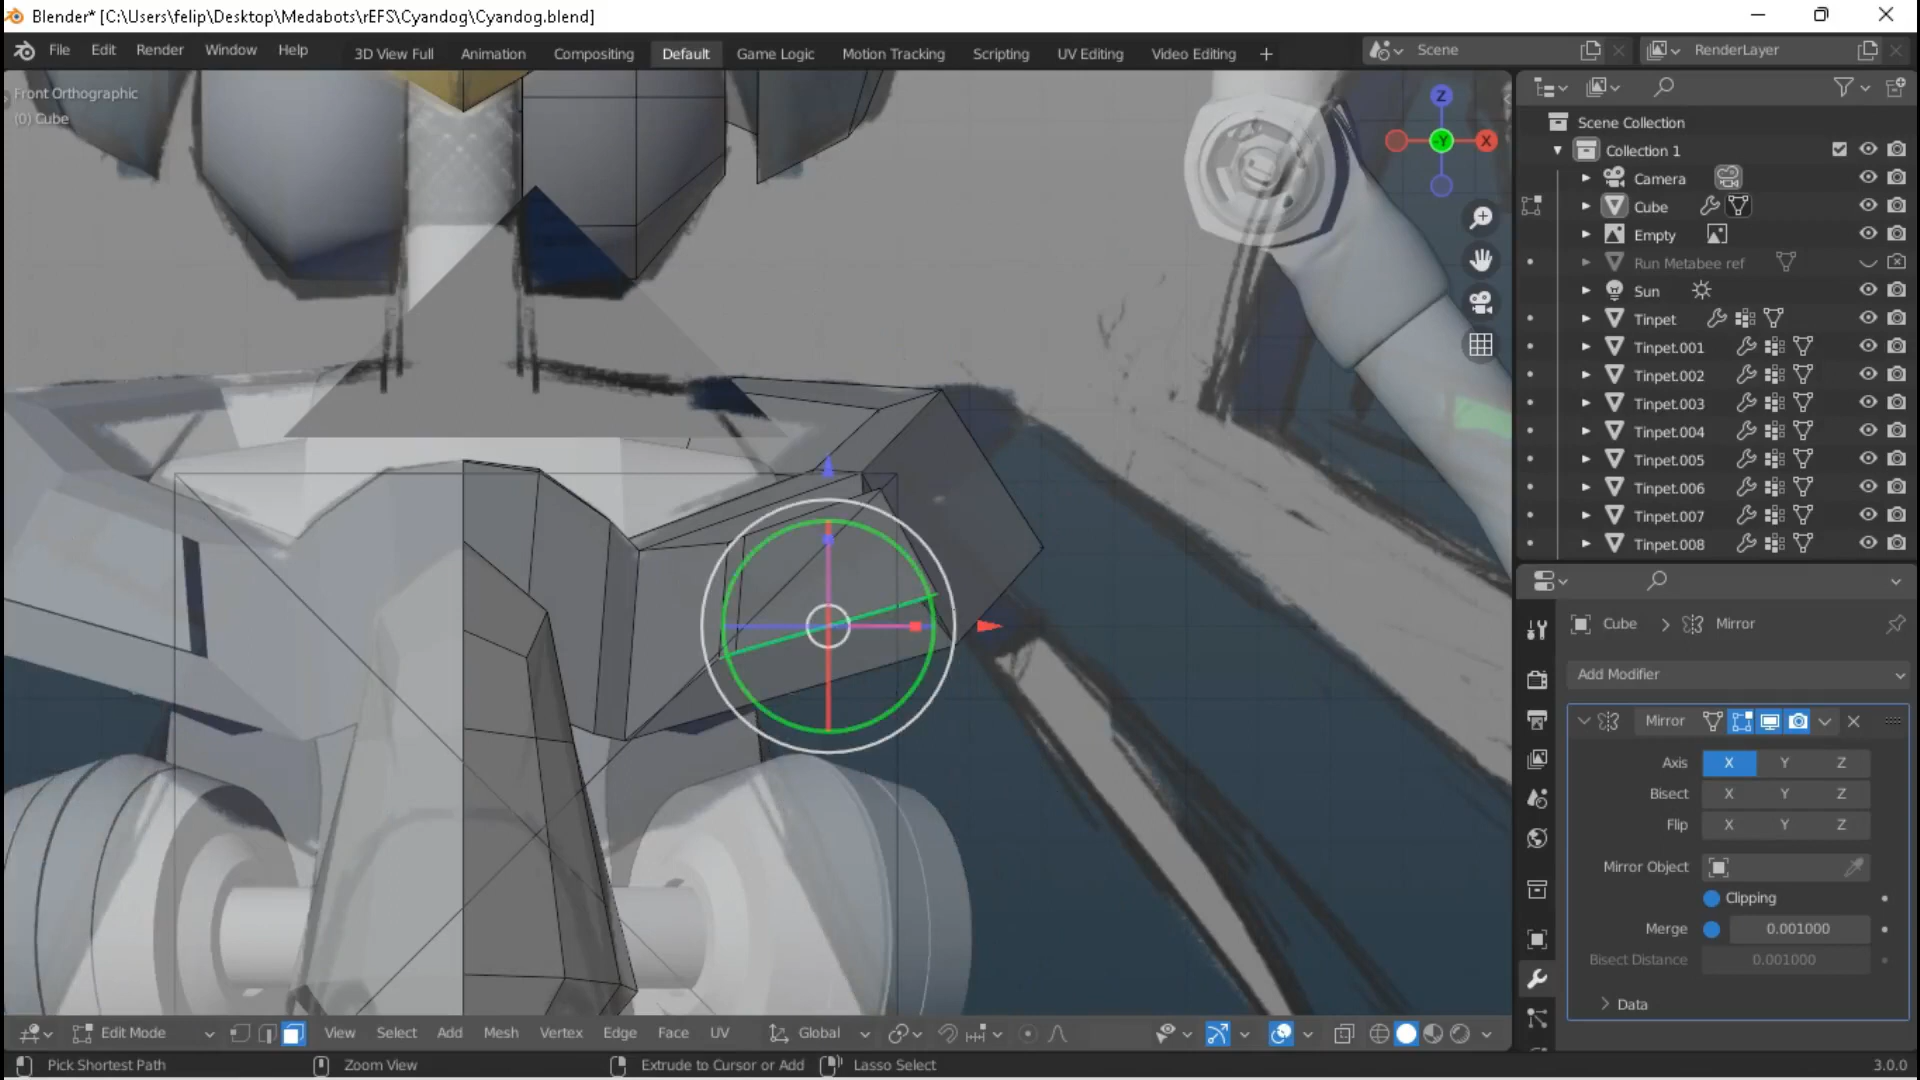 Blender* [C:\Users\felip\Desktop\Medabots\rEFS\Cyandog\Cyandog.blend]
File Edit Render Window Help 3D View Full Animation Compositing Default Game Logic Motion Tracking Scripting UV Editing Video Editing + Scene RenderLayer
Front Orthographic
(0) Cube
Z
Y
X
Scene Collection
Collection 1
Camera
Cube
Empty
Run Metabee ref
Sun
Tinpet
Tinpet.001
Tinpet.002
Tinpet.003
Tinpet.004
Tinpet.005
Tinpet.006
Tinpet.007
Tinpet.008
Cube > Mirror
Add Modifier
Mirror
Axis X Y Z
Bisect X Y Z
Flip X Y Z
Mirror Object
Clipping
Merge 0.001000
Bisect Distance 0.001000
Data
Edit Mode View Select Add Mesh Vertex Edge Face UV Global
Pick Shortest Path Zoom View Extrude to Cursor or Add Lasso Select 3.0.0